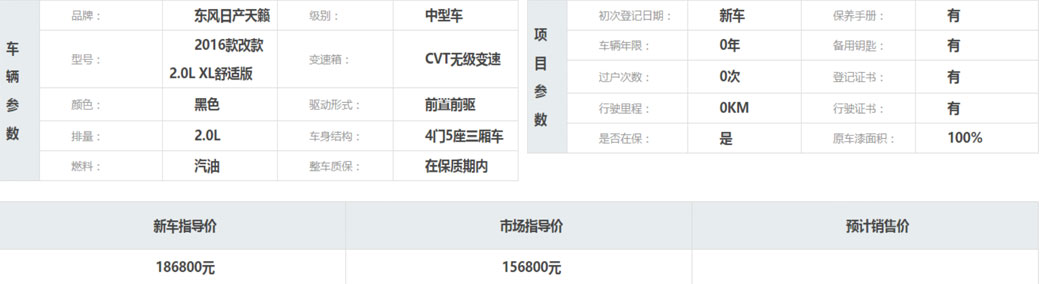 车辆参数
品牌： 东风日产天籁 级别： 中型车
型号： 2016款改款 2.0L XL舒适版 变速箱： CVT无级变速
颜色： 黑色 驱动形式： 前直前驱
排量： 2.0L 车身结构： 4门5座三厢车
燃料： 汽油 整车质保： 在保质期内
项目参数
初次登记日期： 新车 保养手册： 有
车辆年限： 0年 备用钥匙： 有
过户次数： 0次 登记证书： 有
行驶里程： 0KM 行驶证书： 有
是否在保： 是 原车漆面积： 100%
新车指导价 市场指导价 预计销售价
186800元 156800元